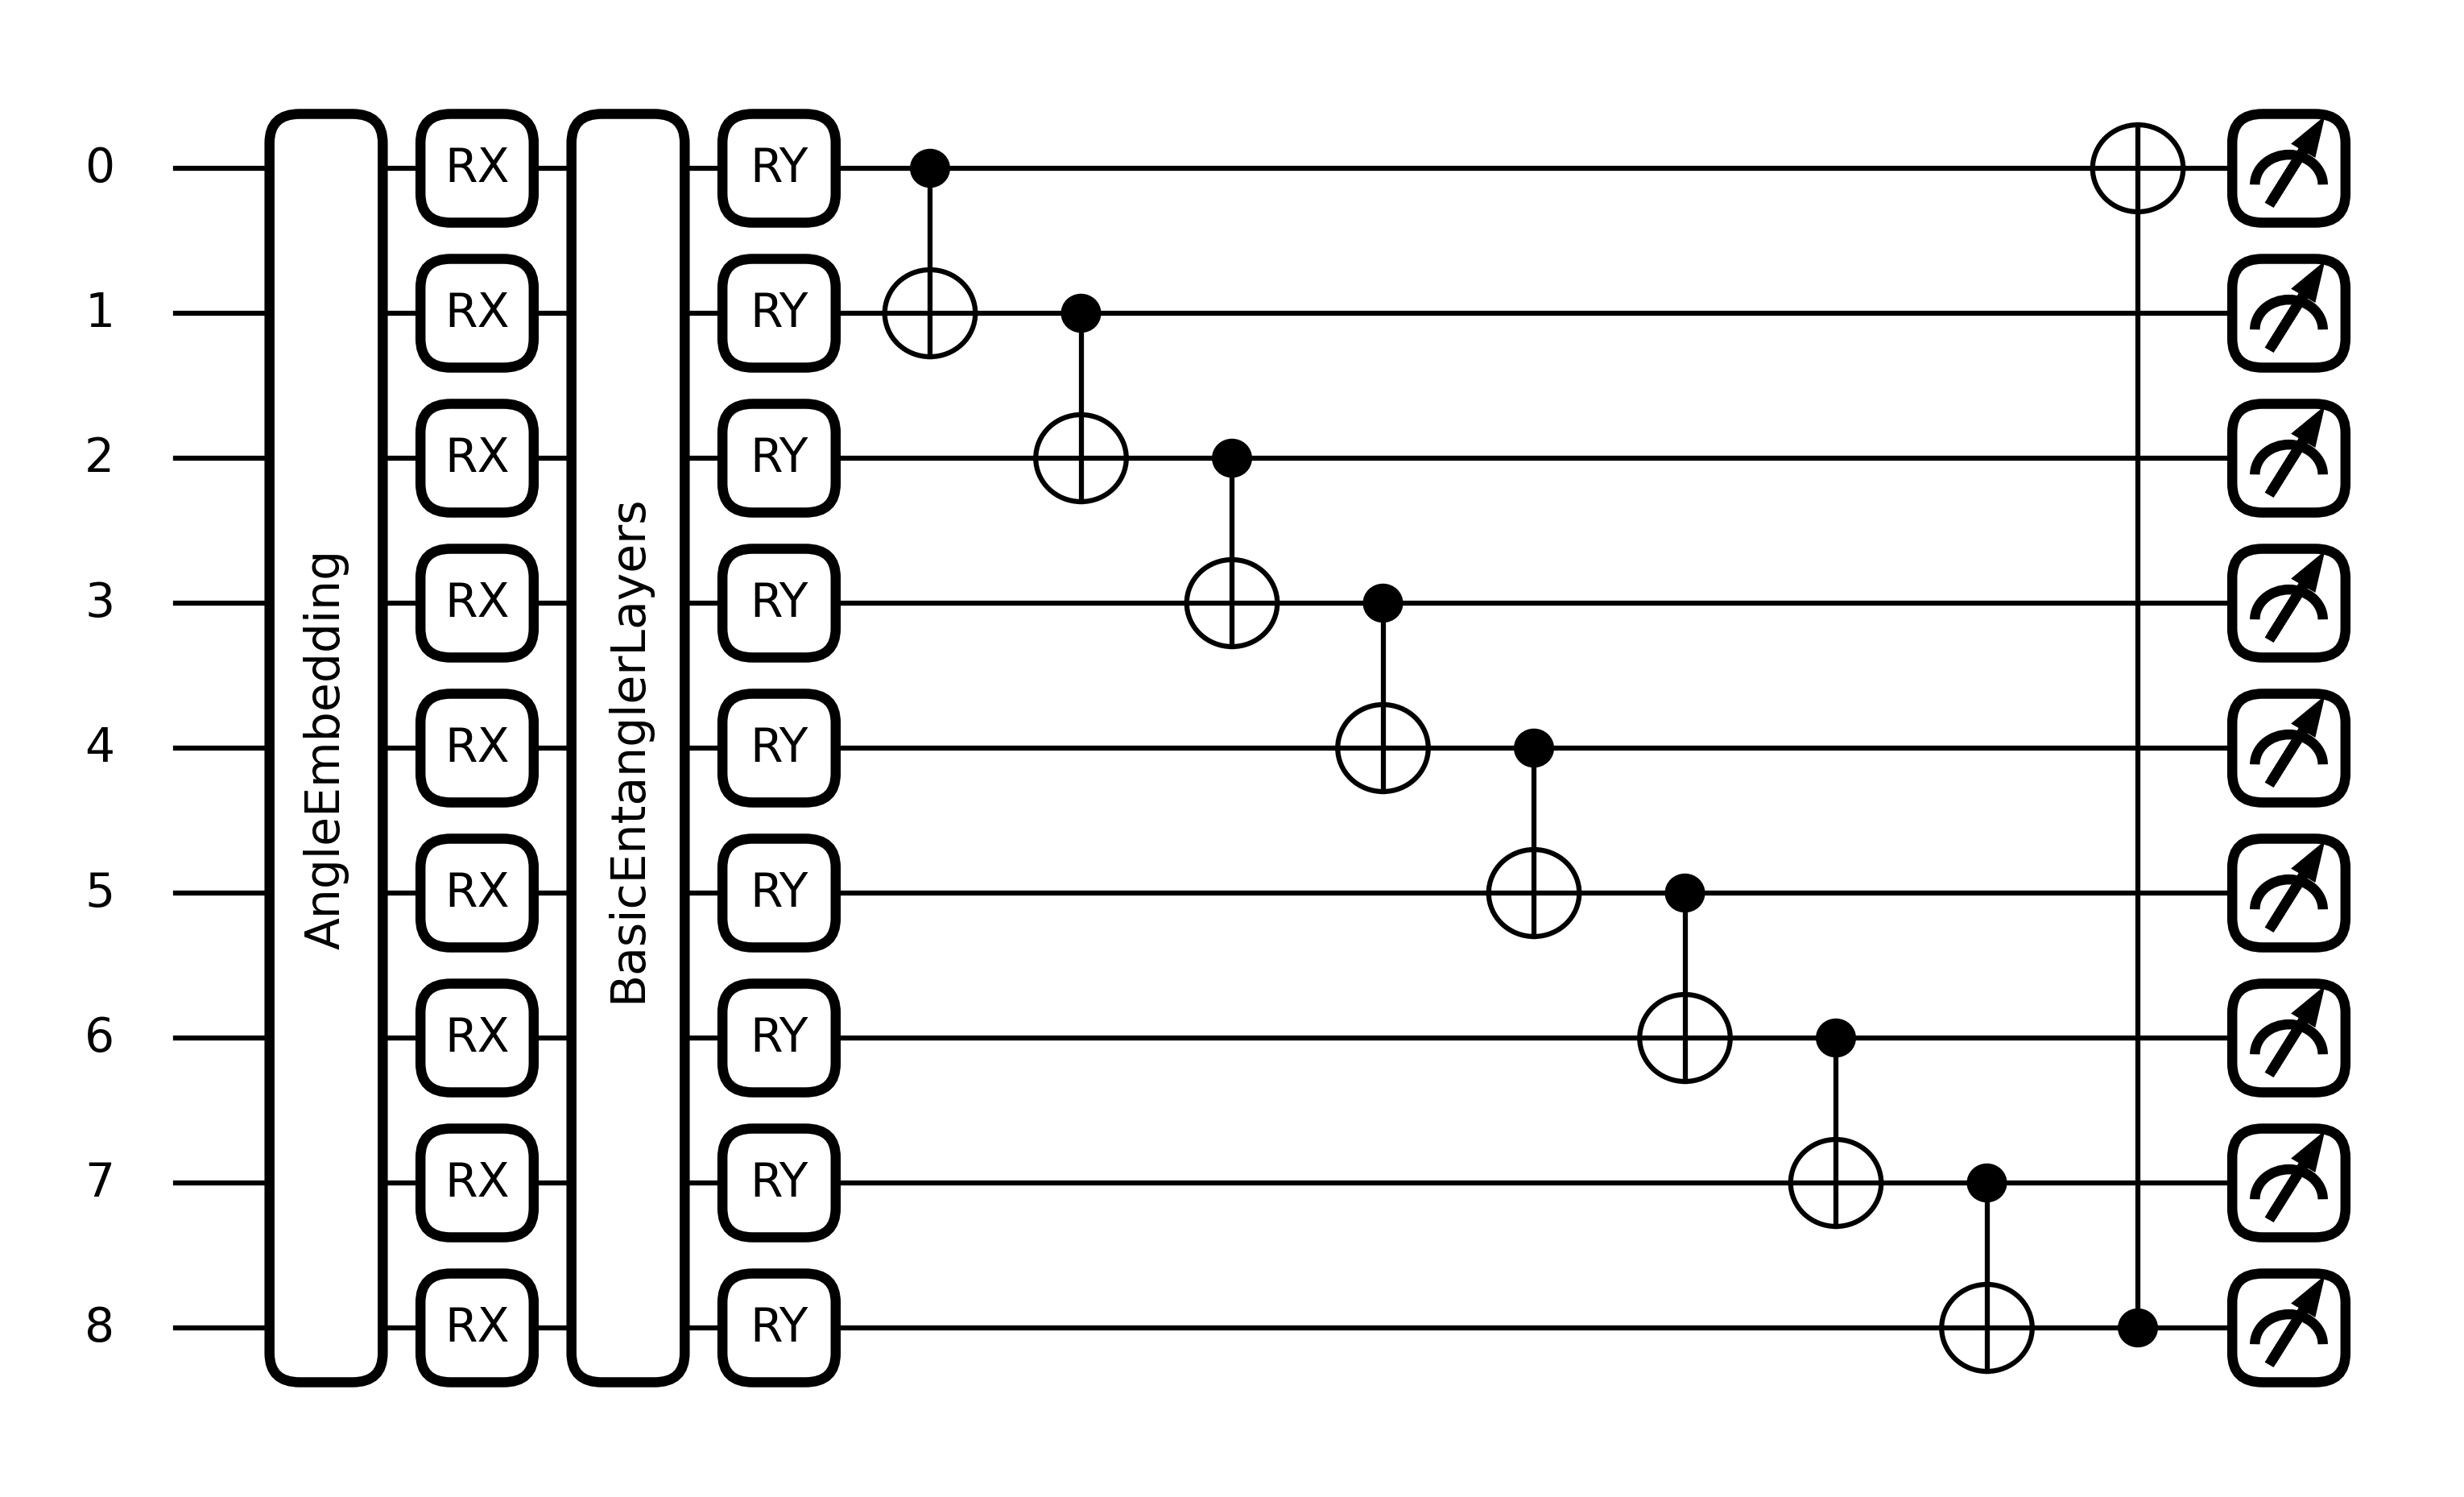 AngleEmbedding
BasicEntanglerLayers
0 RX RY
1 RX RY
2 RX RY
3 RX RY
4 RX RY
5 RX RY
6 RX RY
7 RX RY
8 RX RY